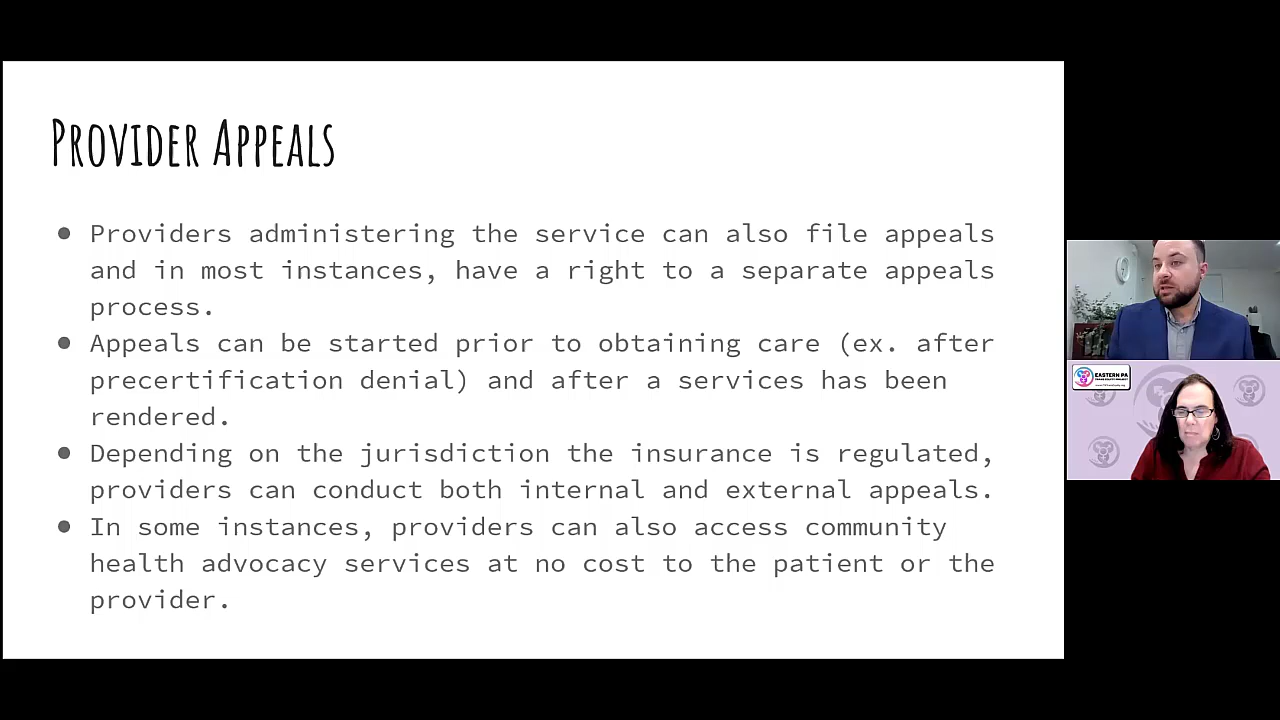 Provider Appeals
● Providers administering the service can also file appeals
and in most instances, have a right to a separate appeals
process.
● Appeals can be started prior to obtaining care (ex. after
precertification denial) and after a services has been
rendered.
● Depending on the jurisdiction the insurance is regulated,
providers can conduct both internal and external appeals.
● In some instances, providers can also access community
health advocacy services at no cost to the patient or the
provider.
EASTERN PA
TRANS EQUITY PROJECT